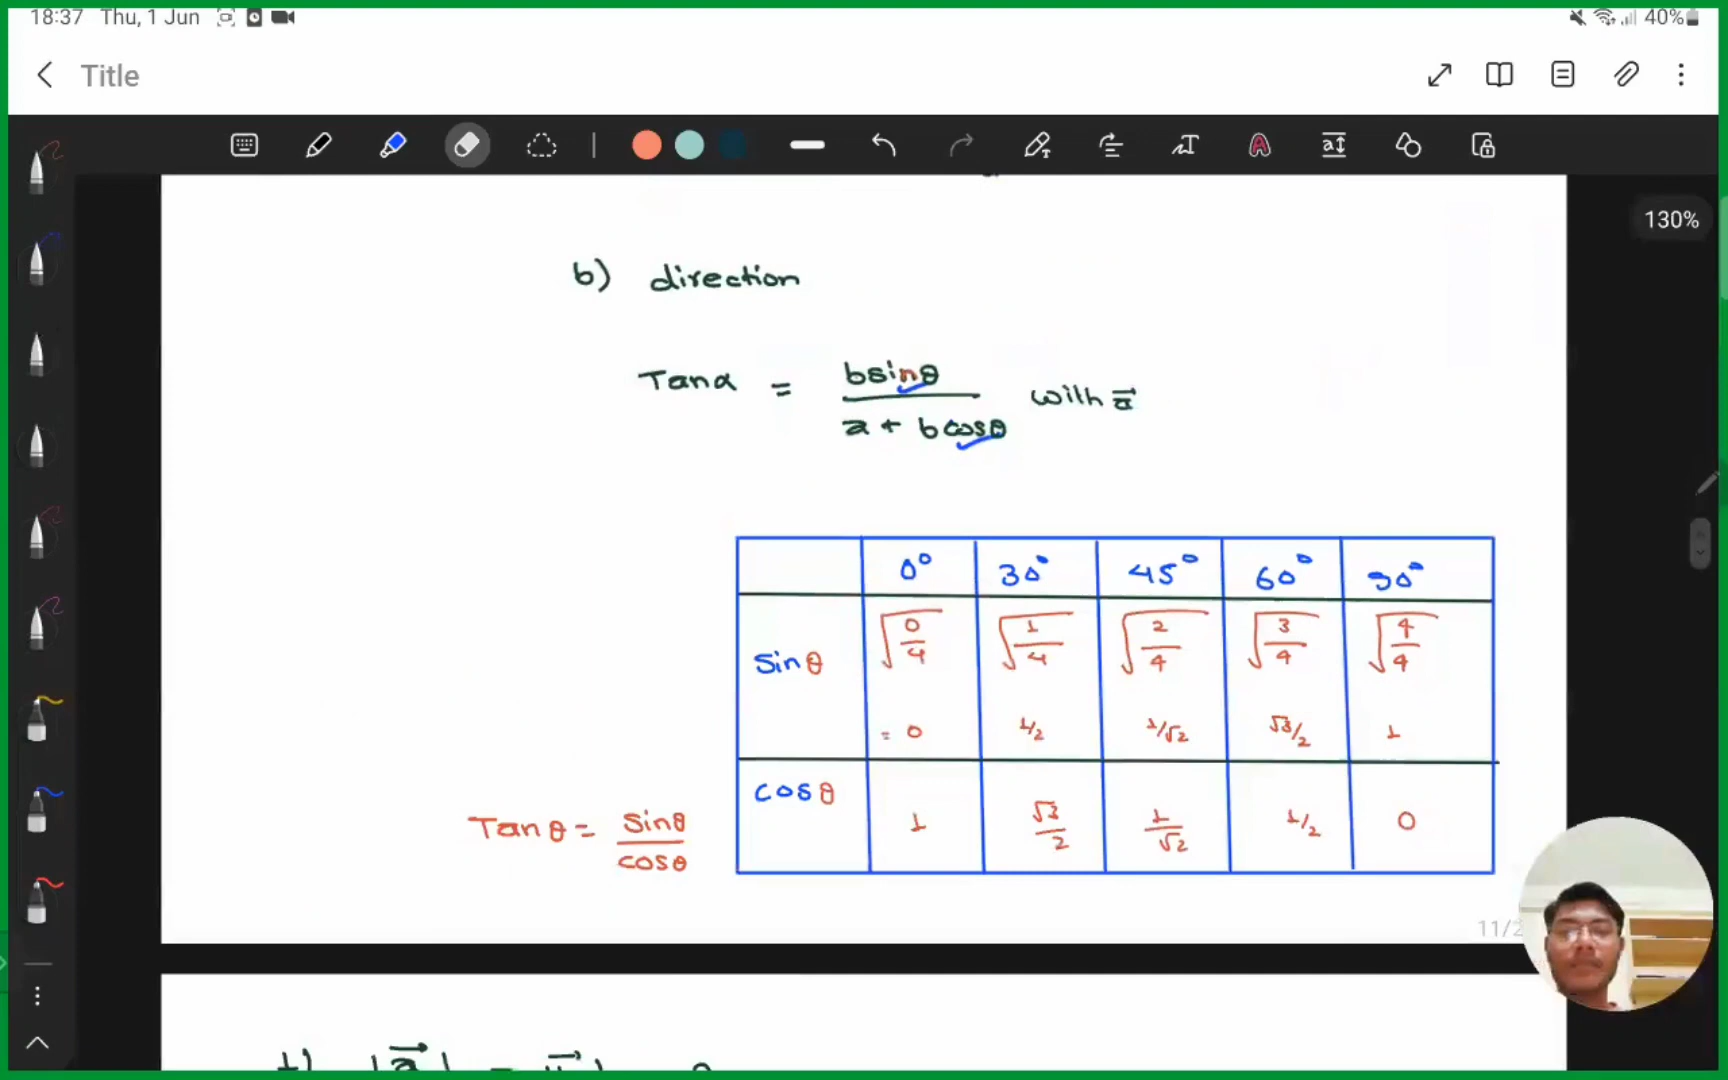 18:37 Thu, 1 Jun 40%
Title
130%
b) direction
Tanα = bsinθ / a + bcosθ with a⃗
0° 30° 45° 60° 90°
sinθ √0/4 √1/4 √2/4 √3/4 √4/4
= 0 1/2 1/√2 √3/2 1
cosθ 1 √3/2 1/√2 1/2 0
Tanθ = sinθ / cosθ
11/2